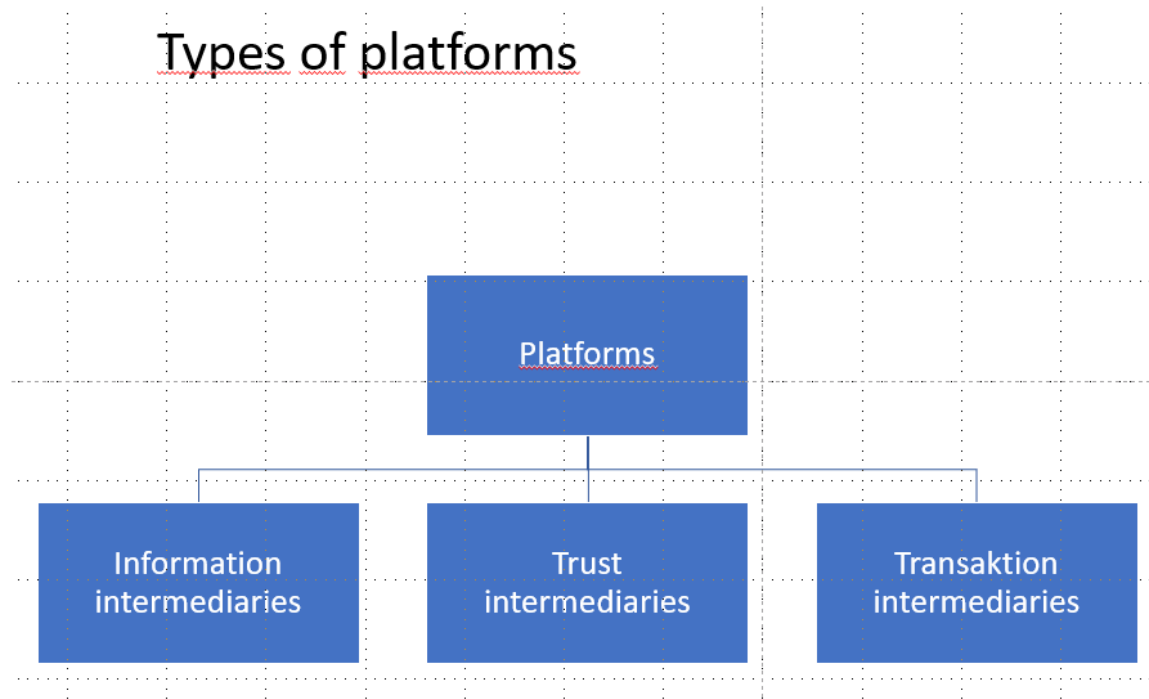 Types of platforms
Platforms
Information
intermediaries
Trust
intermediaries
Transaktion
intermediaries